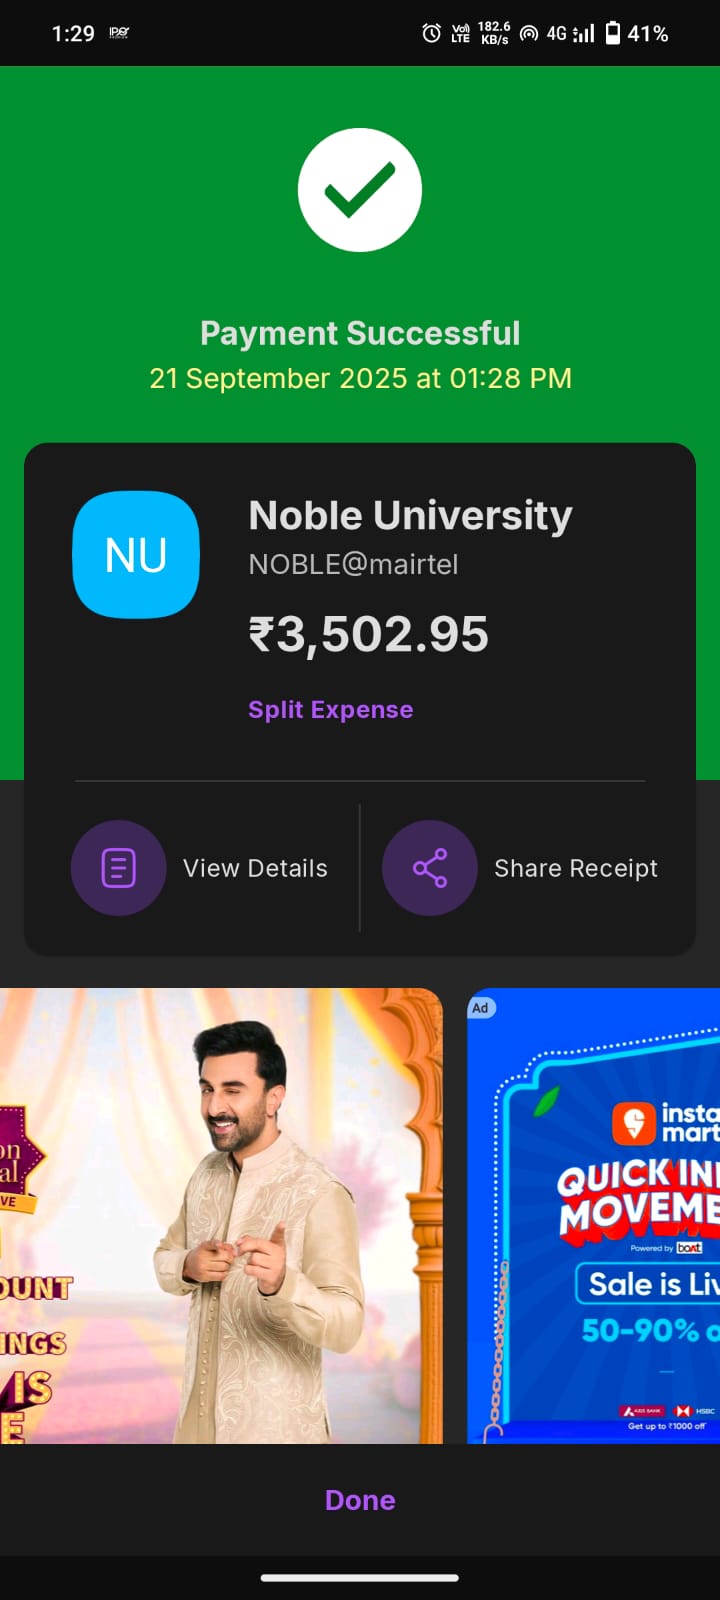 1:29 IPO
VoD LTE 182.6 KB/s 4G 41%
Payment Successful
21 September 2025 at 01:28 PM
NU
Noble University
NOBLE@mairtel
₹3,502.95
Split Expense
View Details
Share Receipt
on
al
VE
OUNT
INGS
IS
E
Ad
insta
mart
QUICK IN
MOVEME
Powered by boAt
Sale is Liv
50-90% o
AXIS BANK HSBC
Get up to ₹1000 off*
Done